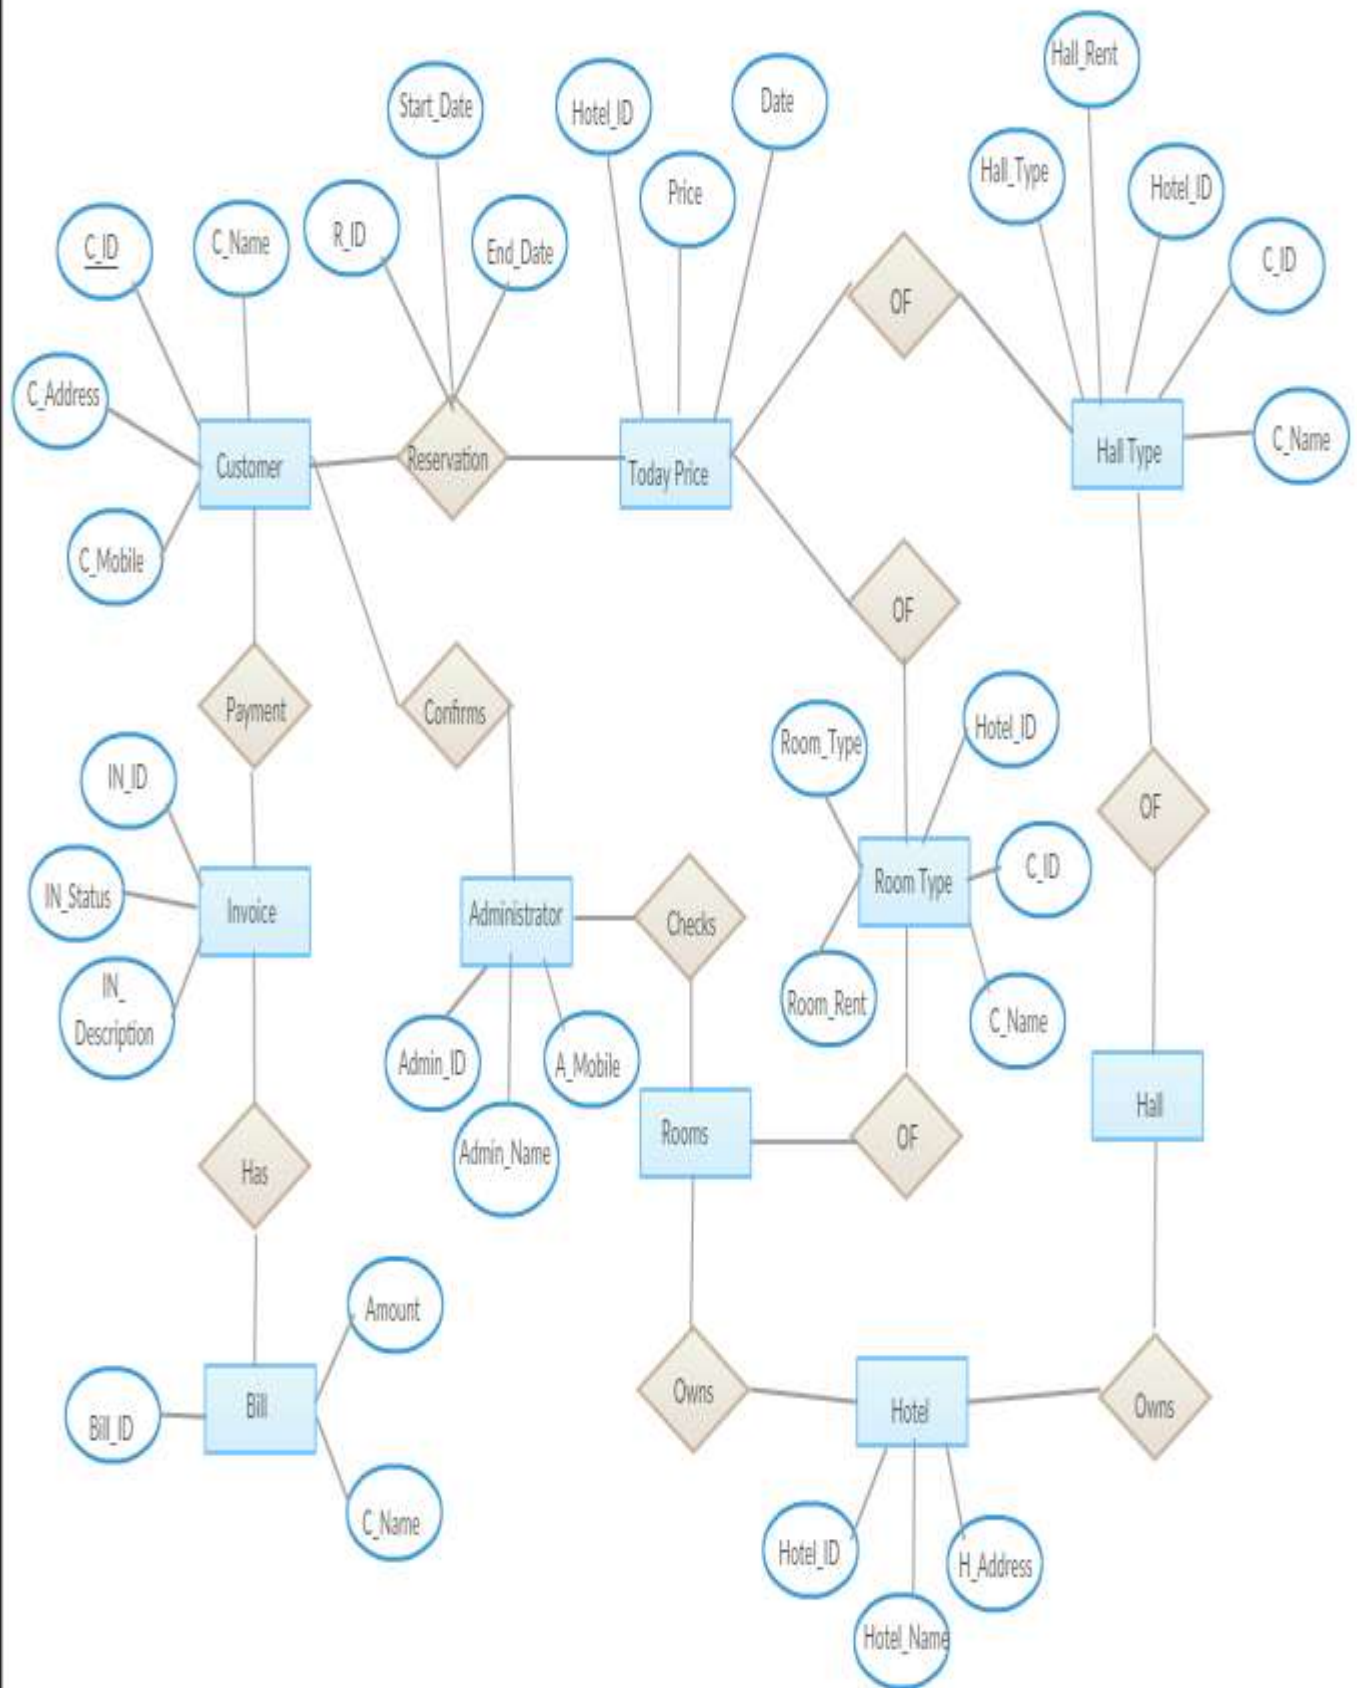 Hall_Rent
Start_Date
Hotel_ID
Date
Hall_Type
Hotel_ID
Price
C_ID
C_Name
R_ID
End_Date
C_ID
OF
C_Address
C_Name
Customer
Reservation
Today Price
Hall Type
C_Mobile
OF
Payment
Confirms
Room_Type
Hotel_ID
IN_ID
OF
IN_Status
Invoice
Administrator
Checks
Room Type
C_ID
IN_
Description
Room_Rent
C_Name
Admin_ID
A_Mobile
Admin_Name
Rooms
OF
Hall
Has
Amount
Bill_ID
Bill
Owns
Hotel
Owns
C_Name
Hotel_ID
H_Address
Hotel_Name